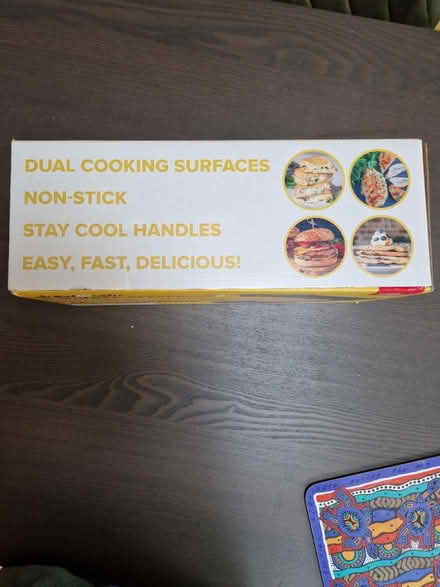 DUAL COOKING SURFACES
NON-STICK
STAY COOL HANDLES
EASY, FAST, DELICIOUS!